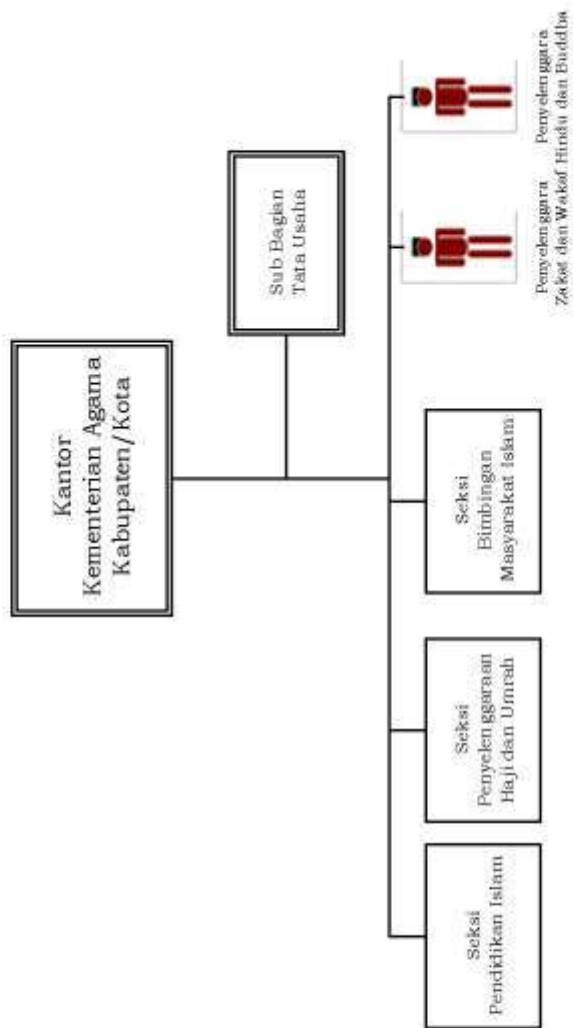 Kantor
Kementerian Agama
Kabupaten/Kota
Sub Bagian
Tata Usaha
Seksi
Pendidikan Islam
Seksi
Penyelenggaraan
Haji dan Umrah
Seksi
Bimbingan
Masyarakat Islam
Penyelenggara
Zakat dan Wakaf
Penyelenggara
Hindu dan Buddha